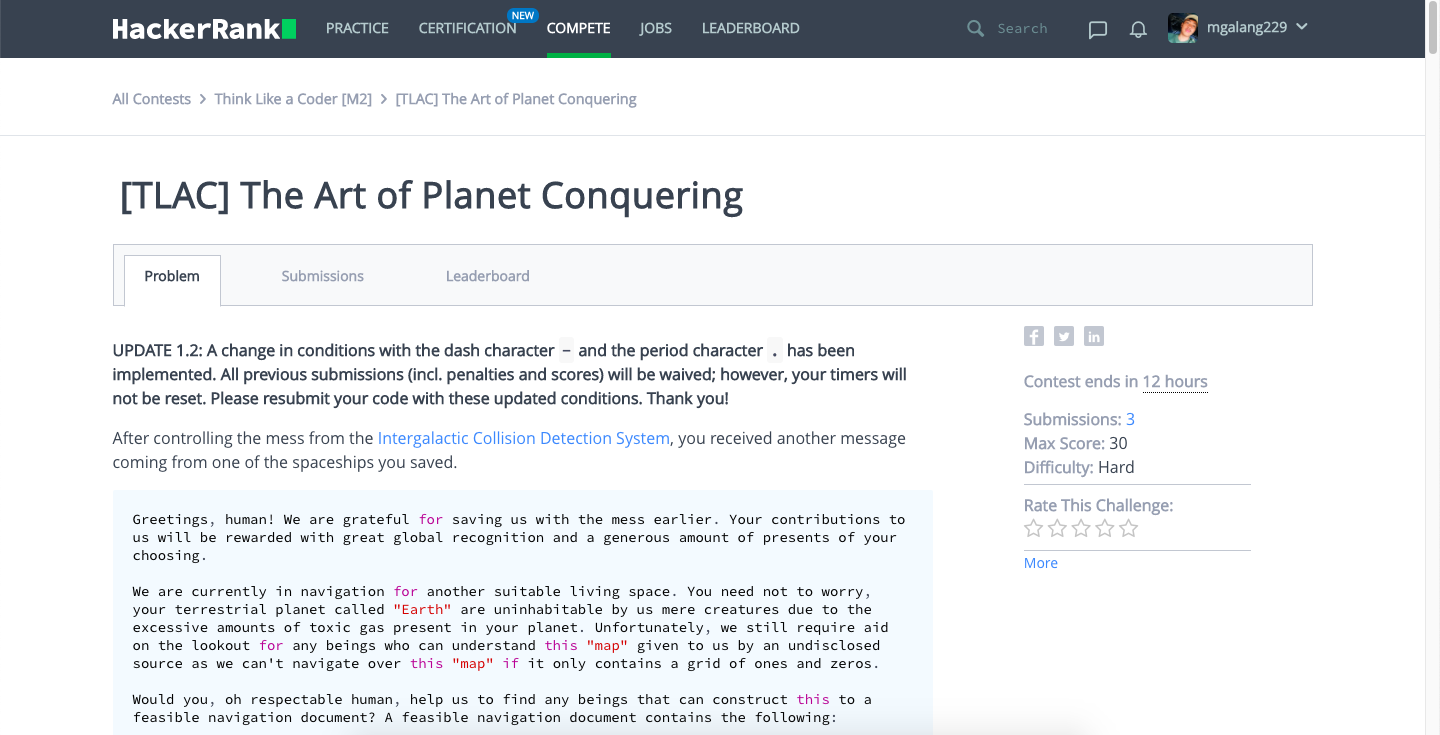 HackerRank PRACTICE CERTIFICATION NEW COMPETE JOBS LEADERBOARD Search mgalang229
All Contests > Think Like a Coder [M2] > [TLAC] The Art of Planet Conquering
[TLAC] The Art of Planet Conquering
Problem Submissions Leaderboard
UPDATE 1.2: A change in conditions with the dash character - and the period character . has been
implemented. All previous submissions (incl. penalties and scores) will be waived; however, your timers will
not be reset. Please resubmit your code with these updated conditions. Thank you!
After controlling the mess from the Intergalactic Collision Detection System, you received another message
coming from one of the spaceships you saved.
Greetings, human! We are grateful for saving us with the mess earlier. Your contributions to
us will be rewarded with great global recognition and a generous amount of presents of your
choosing.
We are currently in navigation for another suitable living space. You need not to worry,
your terrestrial planet called "Earth" are uninhabitable by us mere creatures due to the
excessive amounts of toxic gas present in your planet. Unfortunately, we still require aid
on the lookout for any beings who can understand this "map" given to us by an undisclosed
source as we can't navigate over this "map" if it only contains a grid of ones and zeros.
Would you, oh respectable human, help us to find any beings that can construct this to a
feasible navigation document? A feasible navigation document contains the following:
f t in
Contest ends in 12 hours
Submissions: 3
Max Score: 30
Difficulty: Hard
Rate This Challenge:
More